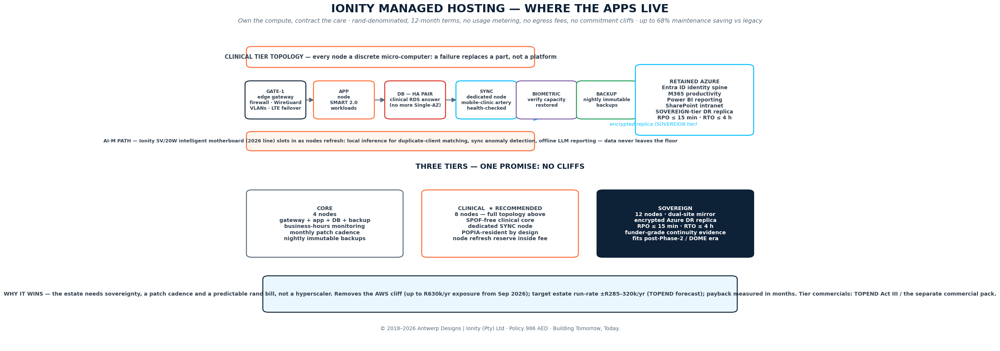 IONITY MANAGED HOSTING — WHERE THE APPS LIVE
Own the compute, contract the care · rand-denominated, 12-month terms, no usage metering, no egress fees, no commitment cliffs · up to 68% maintenance saving vs legacy
CLINICAL TIER TOPOLOGY — every node a discrete micro-computer: a failure replaces a part, not a platform
GATE-1
edge gateway
firewall · WireGuard
VLANs · LTE failover
APP
node
SMART 2.0
workloads
DB — HA PAIR
clinical RDS answer
(no more Single-AZ)
SYNC
dedicated node
mobile-clinic artery
health-checked
BIOMETRIC
verify capacity
restored
BACKUP
nightly immutable
backups
RETAINED AZURE
Entra ID identity spine
M365 productivity
Power BI reporting
SharePoint intranet
SOVEREIGN-tier DR replica
RPO ≤ 15 min · RTO ≤ 4 h
encrypted replica (SOVEREIGN tier)
AI-M PATH — Ionity 5V/20W intelligent motherboard (2026 line) slots in as nodes refresh: local inference for duplicate-client matching, sync anomaly detection, offline LLM reporting — data never leaves the floor
THREE TIERS — ONE PROMISE: NO CLIFFS
CORE
4 nodes
gateway + app + DB + backup
business-hours monitoring
monthly patch cadence
nightly immutable backups
CLINICAL ★ RECOMMENDED
8 nodes — full topology above
SPOF-free clinical core
dedicated SYNC node
POPIA-resident by design
node refresh reserve inside fee
SOVEREIGN
12 nodes · dual-site mirror
encrypted Azure DR replica
RPO ≤ 15 min · RTO ≤ 4 h
funder-grade continuity evidence
fits post-Phase-2 / DOME era
WHY IT WINS — the estate needs sovereignty, a patch cadence and a predictable rand bill, not a hyperscaler. Removes the AWS cliff (up to R630k/yr exposure from Sep 2026); target estate run-rate ±R285–320k/yr (TOPEND forecast); payback measured in months. Tier commercials: TOPEND Act III / the separate commercial pack.
© 2018–2026 Antwerp Designs | Ionity (Pty) Ltd · Policy 986 AED · Building Tomorrow, Today.